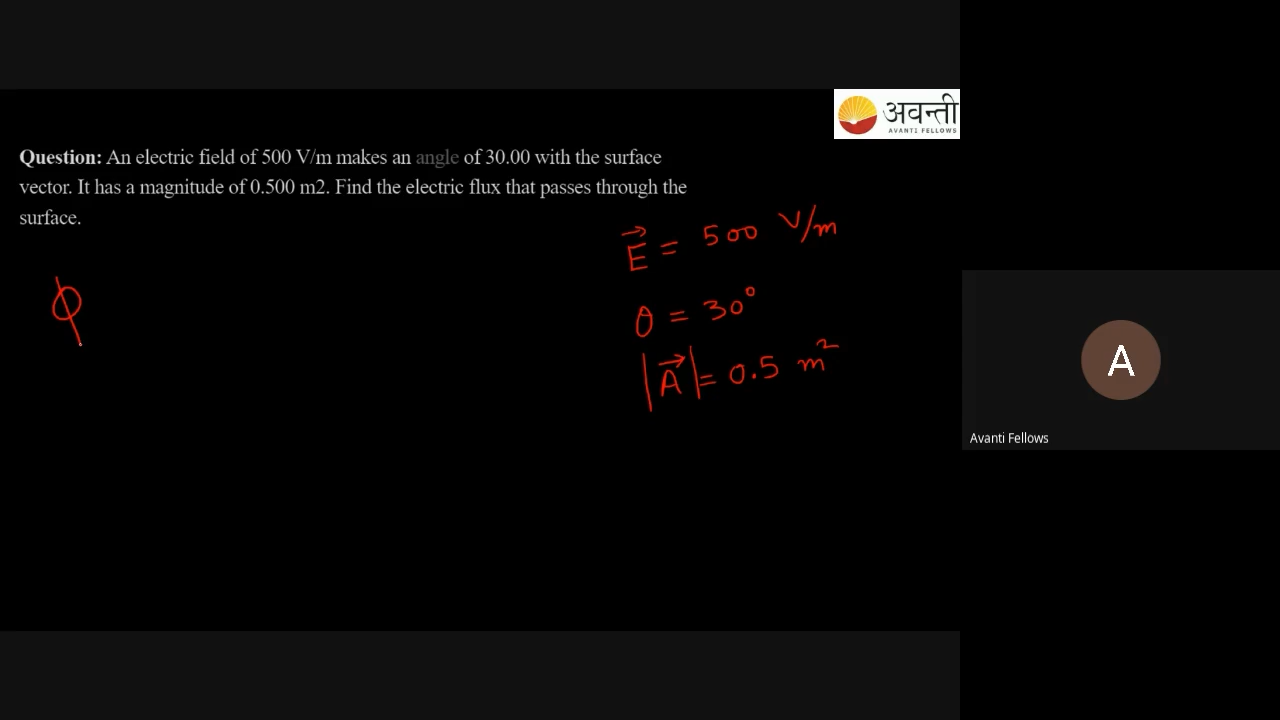 अवन्ती
AVANTI FELLOWS
Question: An electric field of 500 V/m makes an angle of 30.00 with the surface
vector. It has a magnitude of 0.500 m2. Find the electric flux that passes through the
surface.
E⃗ = 500 V/m
θ = 30°
|A⃗| = 0.5 m²
ϕ
A
Avanti Fellows